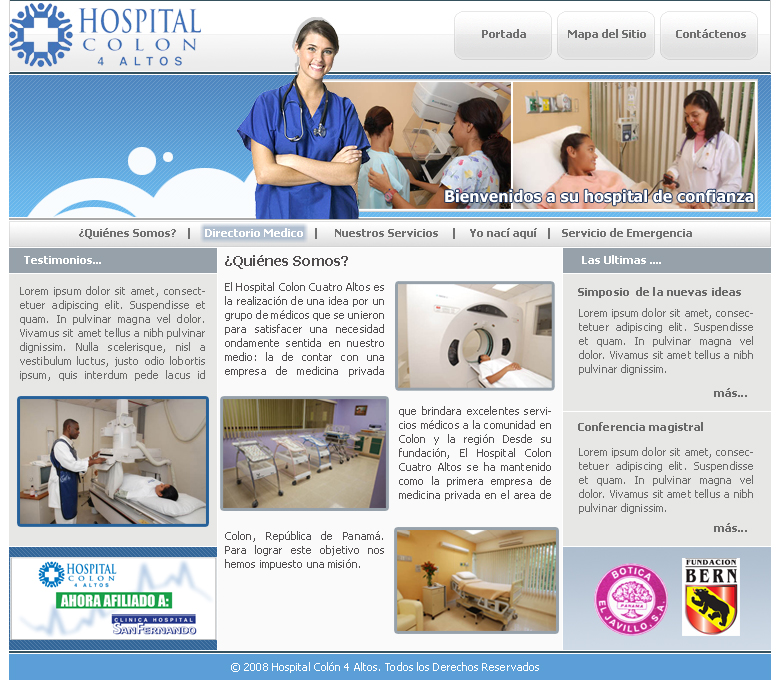 HOSPITAL
COLON
4 ALTOS
Portada
Mapa del Sitio
Contáctenos
Bienvenidos a su hospital de confianza
¿Quiénes Somos? | Directorio Medico | Nuestros Servicios | Yo nací aquí | Servicio de Emergencia
Testimonios...
Lorem ipsum dolor sit amet, consect-
etuer adipiscing elit. Suspendisse et
quam. In pulvinar magna vel dolor.
Vivamus sit amet tellus a nibh pulvinar
dignissim. Nulla scelerisque, nisl a
vestibulum luctus, justo odio lobortis
ipsum, quis interdum pede lacus id
HOSPITAL
COLON
4 ALTOS
AHORA AFILIADO A:
CLINICA HOSPITAL
SANFERNANDO
¿Quiénes Somos?
El Hospital Colon Cuatro Altos es
la realización de una idea por un
grupo de médicos que se unieron
para satisfacer una necesidad
ondamente sentida en nuestro
medio: la de contar con una
empresa de medicina privada
que brindara excelentes servi-
cios médicos a la comunidad en
Colon y la región Desde su
fundación, El Hospital Colon
Cuatro Altos se ha mantenido
como la primera empresa de
medicina privada en el area de
Colon, República de Panamá.
Para lograr este objetivo nos
hemos impuesto una misión.
Las Ultimas ....
Simposio de la nuevas ideas
Lorem ipsum dolor sit amet, consec-
tetuer adipiscing elit. Suspendisse
et quam. In pulvinar magna vel
dolor. Vivamus sit amet tellus a nibh
pulvinar dignissim.
más...
Conferencia magistral
Lorem ipsum dolor sit amet, consec-
tetuer adipiscing elit. Suspendisse
et quam. In pulvinar magna vel
dolor. Vivamus sit amet tellus a nibh
pulvinar dignissim.
más...
BOTICA
PANAMA
EL JAVILLO, S.A.
FUNDACION
BERN
© 2008 Hospital Colón 4 Altos. Todos los Derechos Reservados